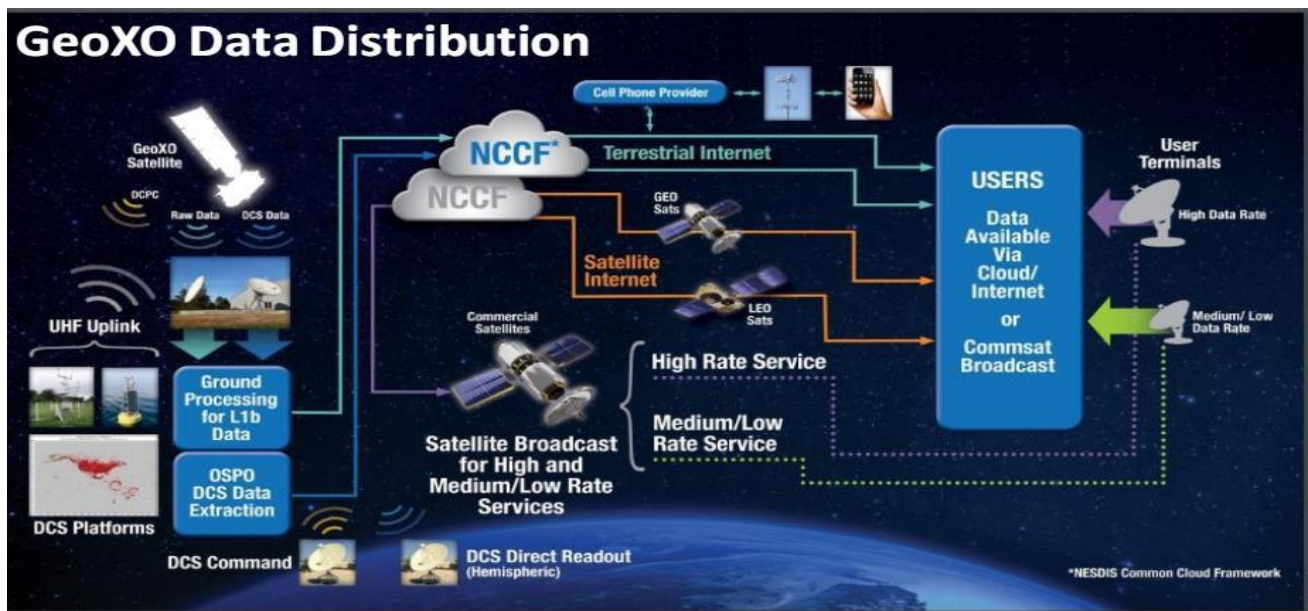 GeoXO Data Distribution
Cell Phone Provider
GeoXO
Satellite
DCPC
Raw Data
DCS Data
NCCF*
NCCF
Terrestrial Internet
GEO
Sats
Satellite
Internet
LEO
Sats
USERS
Data
Available
Via
Cloud/
Internet
or
Commsat
Broadcast
User
Terminals
High Data Rate
Medium/ Low
Data Rate
UHF Uplink
Ground
Processing
for L1b
Data
OSPO
DCS Data
Extraction
DCS Platforms
Commercial
Satellites
Satellite Broadcast
for High and
Medium/Low Rate
Services
High Rate Service
Medium/Low
Rate Service
DCS Command
DCS Direct Readout
(Hemispheric)
*NESDIS Common Cloud Framework